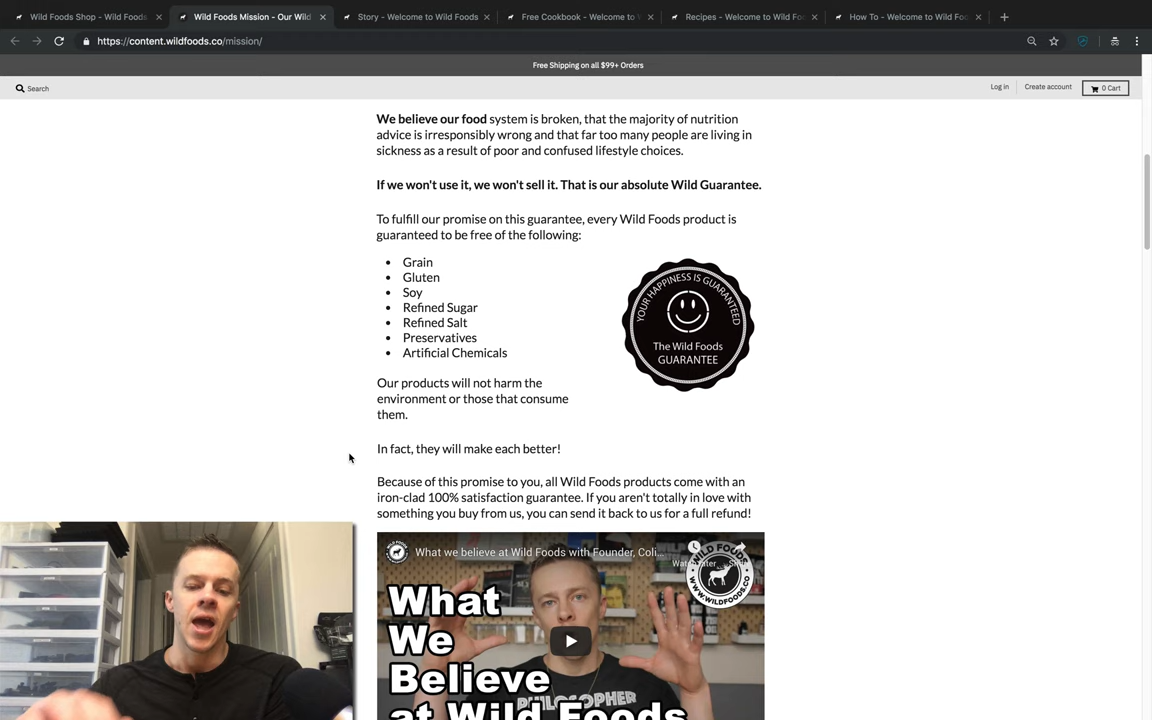 Wild Foods Shop - Wild Foods
Wild Foods Mission - Our Wild
Story - Welcome to Wild Foods
Free Cookbook - Welcome to
Recipes - Welcome to Wild Foo
How To - Welcome to Wild Foo
https://content.wildfoods.co/mission/
Free Shipping on all $99+ Orders
Search
Log in
Create account
0 Cart
We believe our food system is broken, that the majority of nutrition
advice is irresponsibly wrong and that far too many people are living in
sickness as a result of poor and confused lifestyle choices.
If we won't use it, we won't sell it. That is our absolute Wild Guarantee.
To fulfill our promise on this guarantee, every Wild Foods product is
guaranteed to be free of the following:
• Grain
• Gluten
• Soy
• Refined Sugar
• Refined Salt
• Preservatives
• Artificial Chemicals
YOUR HAPPINESS IS GUARANTEED
The Wild Foods
GUARANTEE
Our products will not harm the
environment or those that consume
them.
In fact, they will make each better!
Because of this promise to you, all Wild Foods products come with an
iron-clad 100% satisfaction guarantee. If you aren't totally in love with
something you buy from us, you can send it back to us for a full refund!
What we believe at Wild Foods with Founder, Coli...
Watch later
WILD FOODS
WWW.WILDFOODS.CO
What
We
Believe
at Wild Foods
PHILOSOPHER